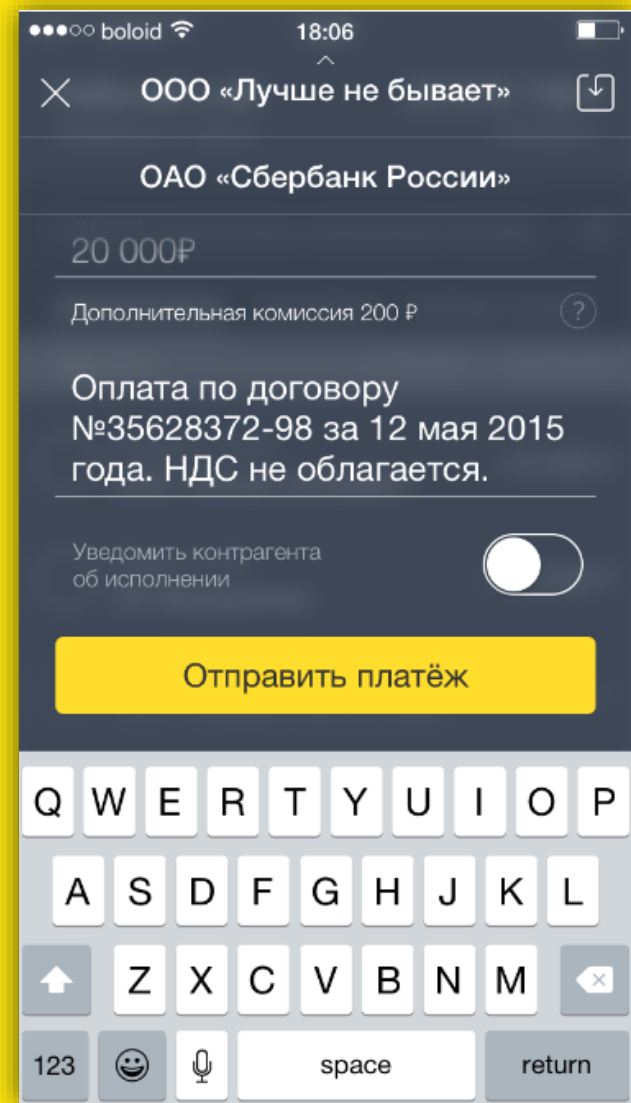 boloid 18:06
ООО «Лучше не бывает»
ОАО «Сбербанк России»
20 000₽
Дополнительная комиссия 200 ₽ ?
Оплата по договору
№35628372-98 за 12 мая 2015
года. НДС не облагается.
Уведомить контрагента
об исполнении
Отправить платёж
Q W E R T Y U I O P
A S D F G H J K L
Z X C V B N M
123 space return